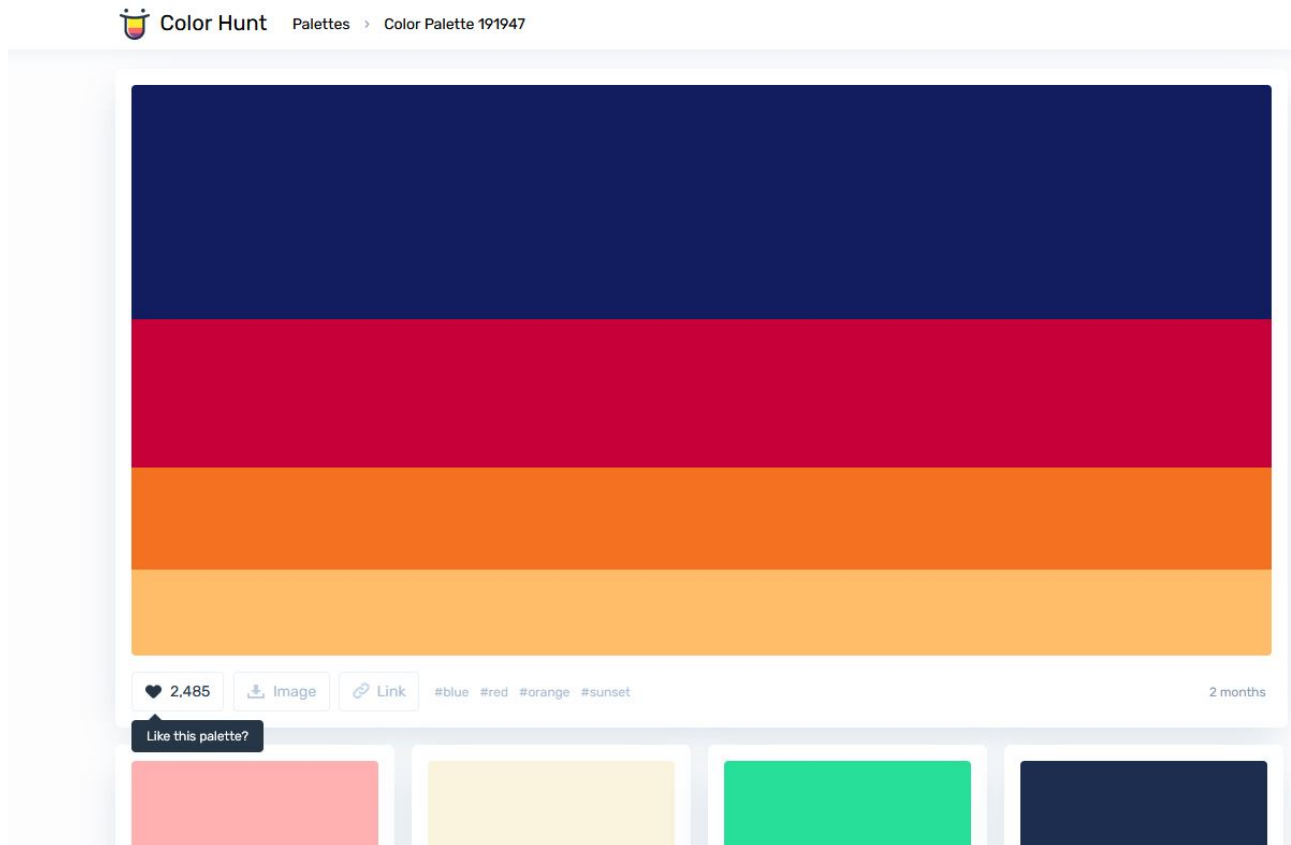 Color Hunt Palettes › Color Palette 191947
2,485 Image Link #blue #red #orange #sunset 2 months
Like this palette?